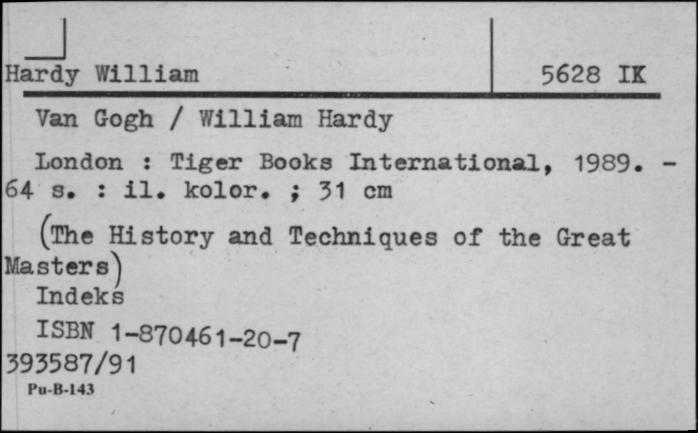 Hardy William 5628 IK
Van Gogh / William Hardy
London : Tiger Books International, 1989. -
64 s. : il. kolor. ; 31 cm
(The History and Techniques of the Great
Masters)
Indeks
ISBN 1-870461-20-7
393587/91
Pu-B-143